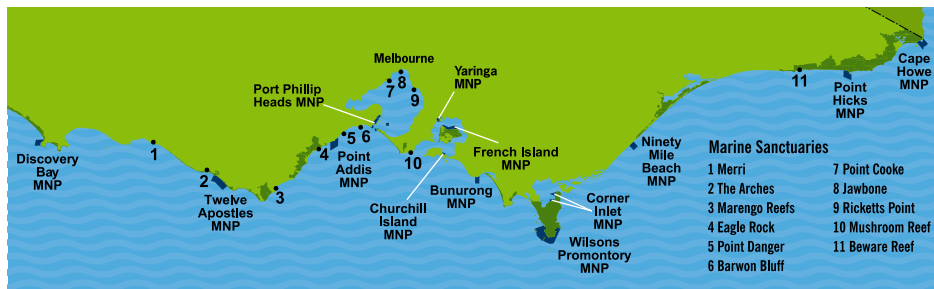 Melbourne
7
8
9
Port Phillip
Heads MNP
Yaringa
MNP
French Island
MNP
Discovery
Bay
MNP
1
2
Twelve
Apostles
MNP
3
4
5
6
Point
Addis
MNP
10
Churchill
Island
MNP
Bunurong
MNP
Corner
Inlet
MNP
Wilsons
Promontory
MNP
Ninety
Mile
Beach
MNP
11
Point
Hicks
MNP
Cape
Howe
MNP
Marine Sanctuaries
1 Merri
2 The Arches
3 Marengo Reefs
4 Eagle Rock
5 Point Danger
6 Barwon Bluff
7 Point Cooke
8 Jawbone
9 Ricketts Point
10 Mushroom Reef
11 Beware Reef